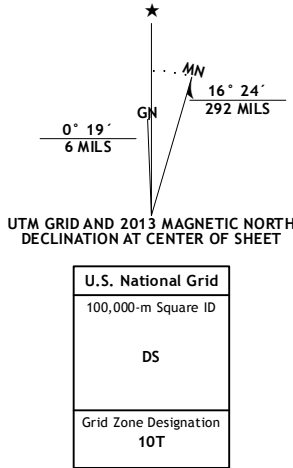 ★
MN
GN
16° 24´
292 MILS
0° 19´
6 MILS
UTM GRID AND 2013 MAGNETIC NORTH
DECLINATION AT CENTER OF SHEET
U.S. National Grid
100,000-m Square ID
DS
Grid Zone Designation
10T